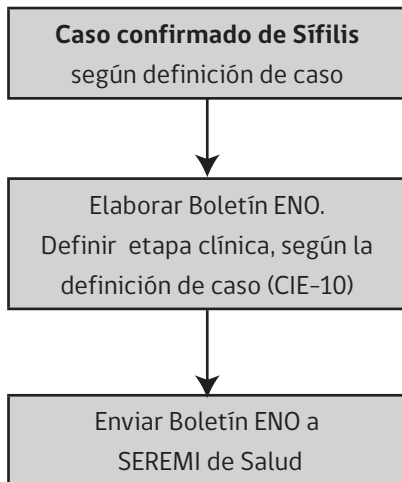 Caso confirmado de Sífilis
según definición de caso
Elaborar Boletín ENO.
Definir etapa clínica, según la
definición de caso (CIE-10)
Enviar Boletín ENO a
SEREMI de Salud